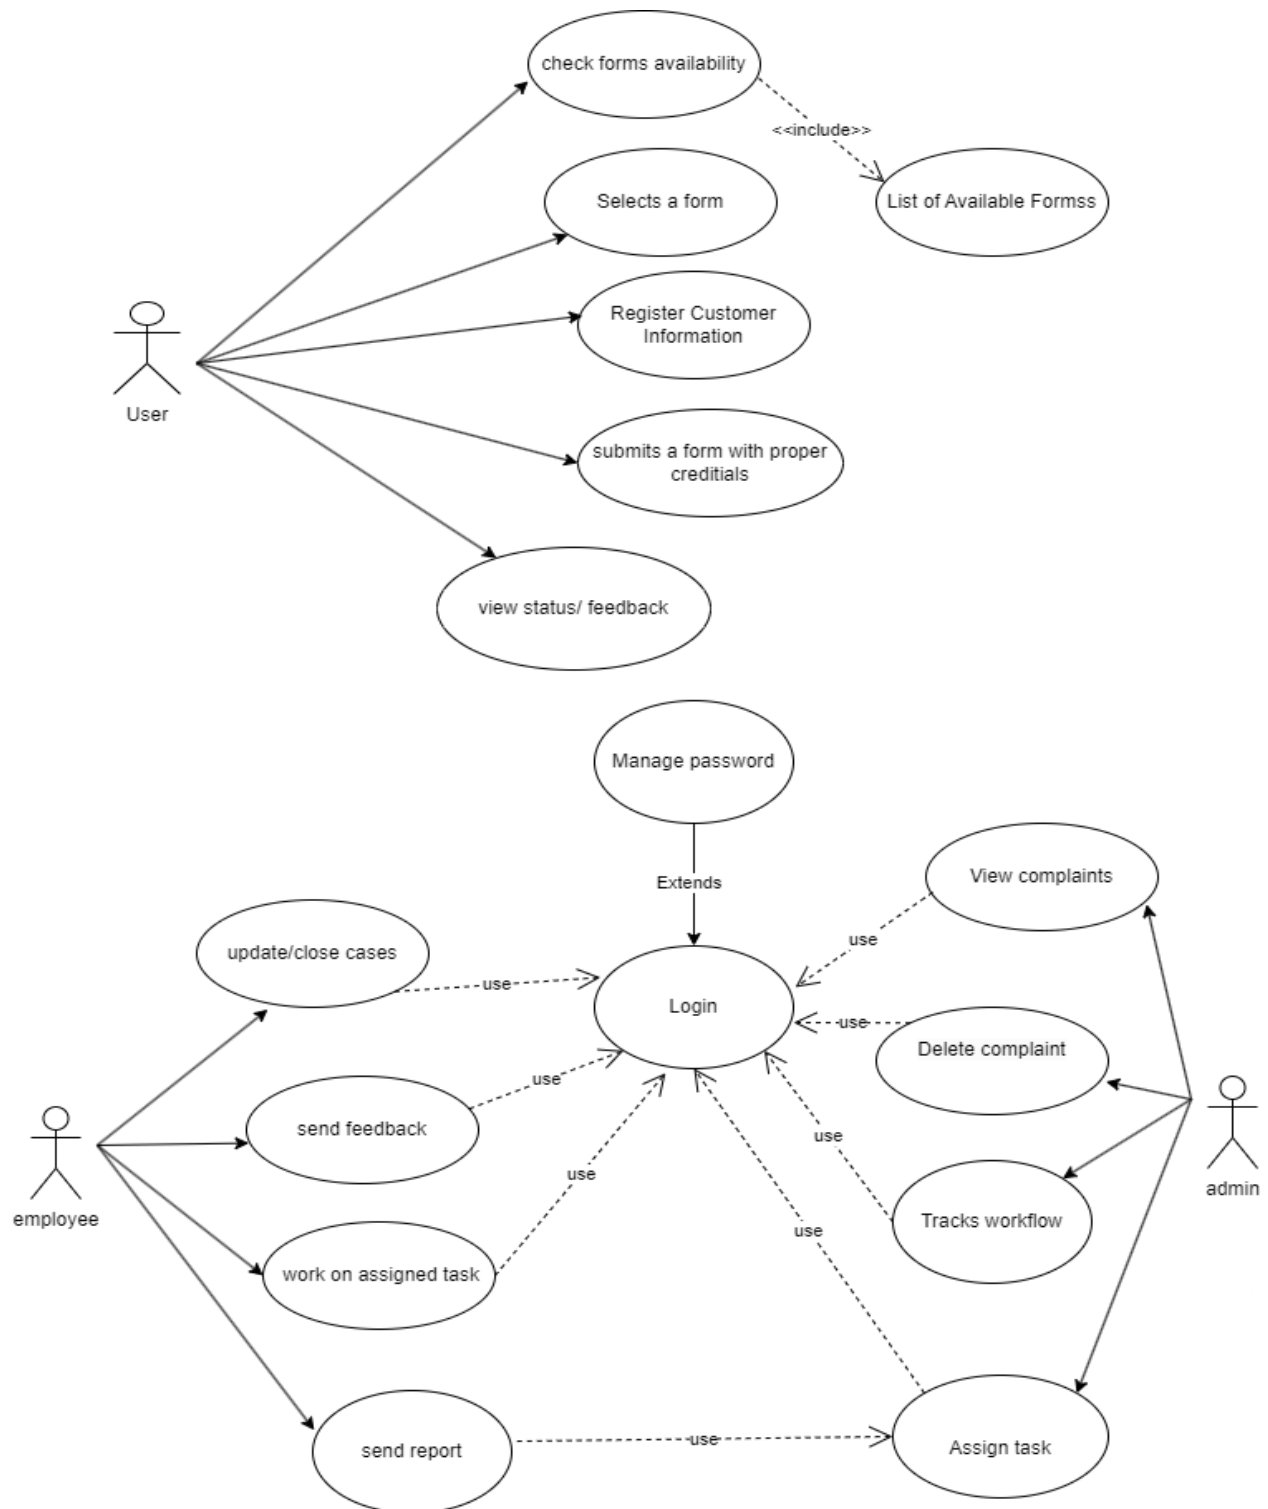 check forms availability
<<include>>
Selects a form
List of Available Formss
Register Customer
Information
User
submits a form with proper
creditials
view status/ feedback
Manage password
Extends
View complaints
update/close cases
use
use
Login
use
Delete complaint
use
send feedback
use
use
employee
admin
Tracks workflow
use
use
work on assigned task
send report
use
Assign task